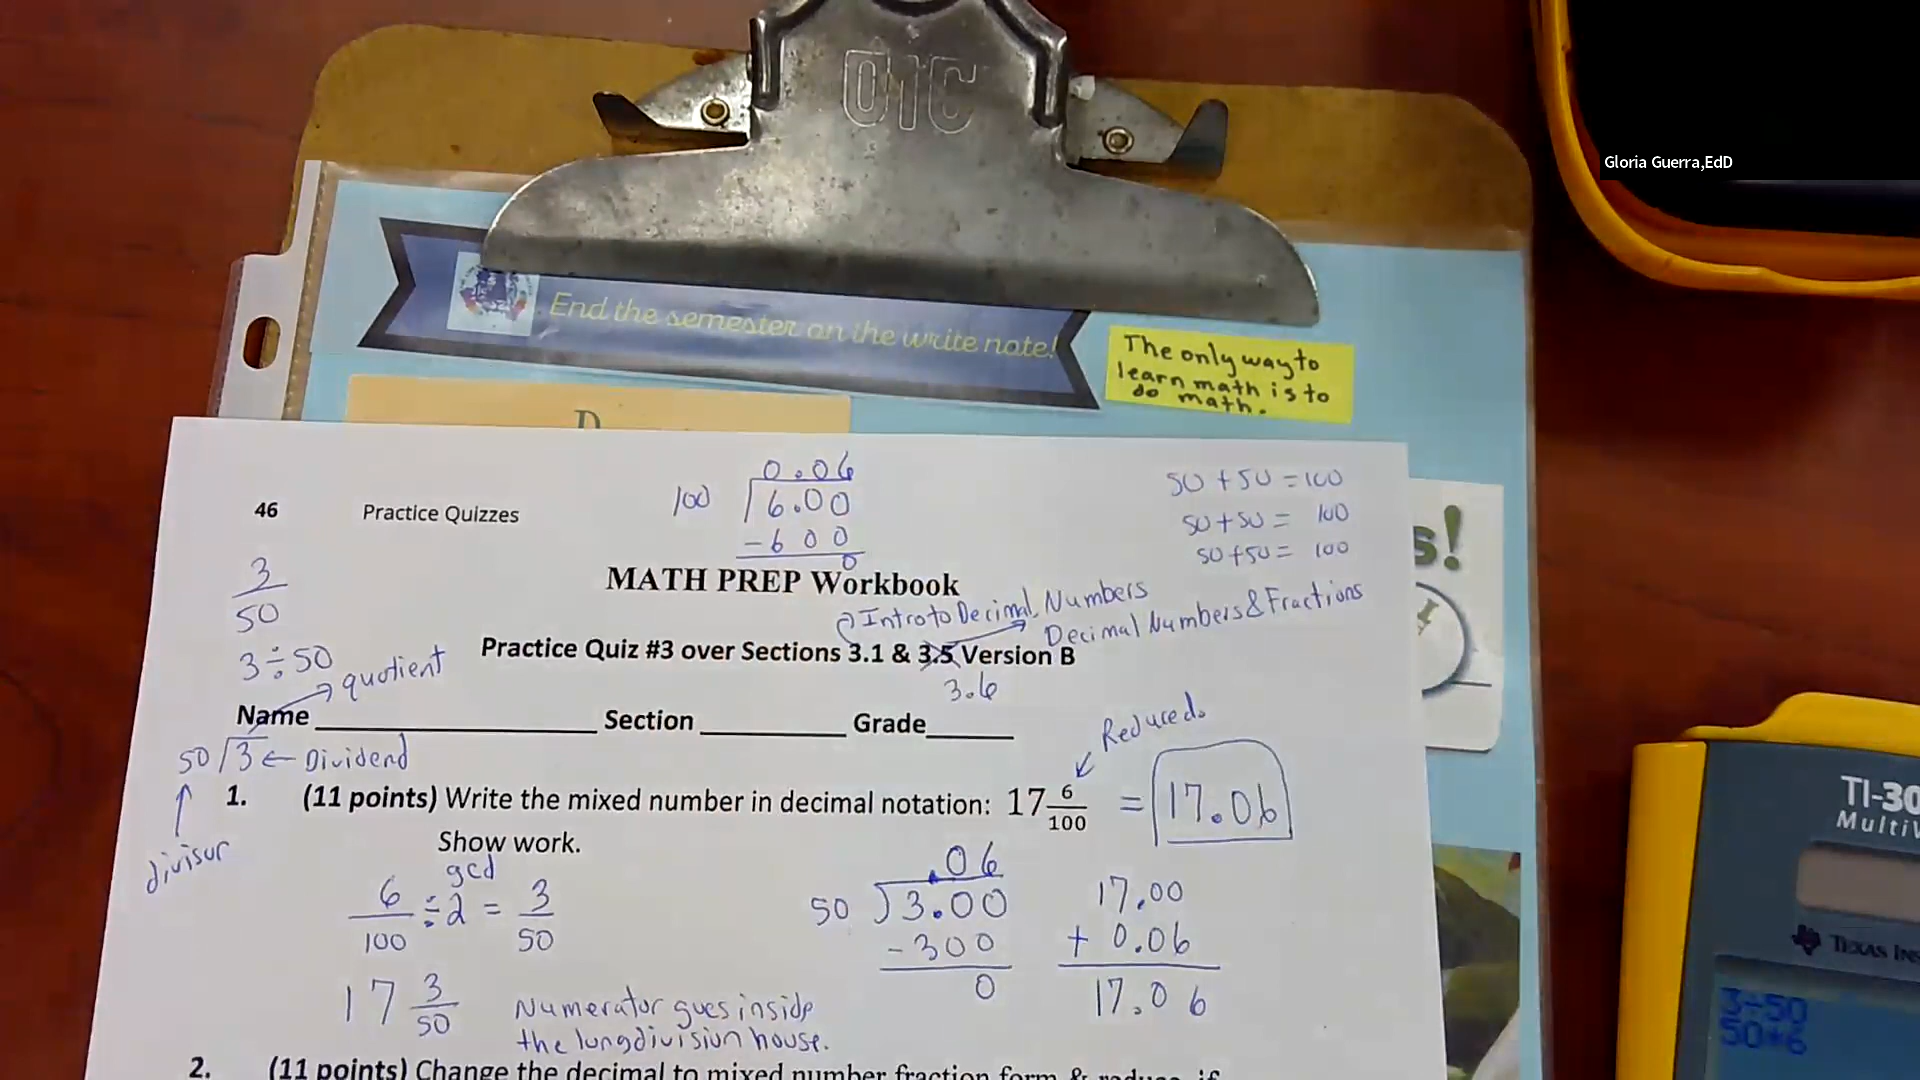 OIC
Gloria Guerra,EdD
End the semester on the write note!
The only way to
learn math is to
do math.
s!
0.06
100 6.00
-600
0
50 + 50 = 100
50 + 50 = 100
50 + 50 = 100
46 Practice Quizzes
3
50
3 ÷ 50
quotient
MATH PREP Workbook
Intro to Decimal Numbers
Decimal Numbers & Fractions
Practice Quiz #3 over Sections 3.1 & 3.5 Version B
3.6
Name Section Grade
50 3 ← Dividend
divisor
Reduced.
1. (11 points) Write the mixed number in decimal notation: 17 6/100 = 17.06
Show work.
gcd
6/100 ÷ 2 = 3/50
17 3/50
Numerator goes inside
the long division house.
.06
50 3.00
-300
0
17.00
+ 0.06
17.06
2. (11 points) Change the decimal to mixed number fraction form & reduce, if
TI-30
MultiV
TEXAS INS
3÷50
50*6